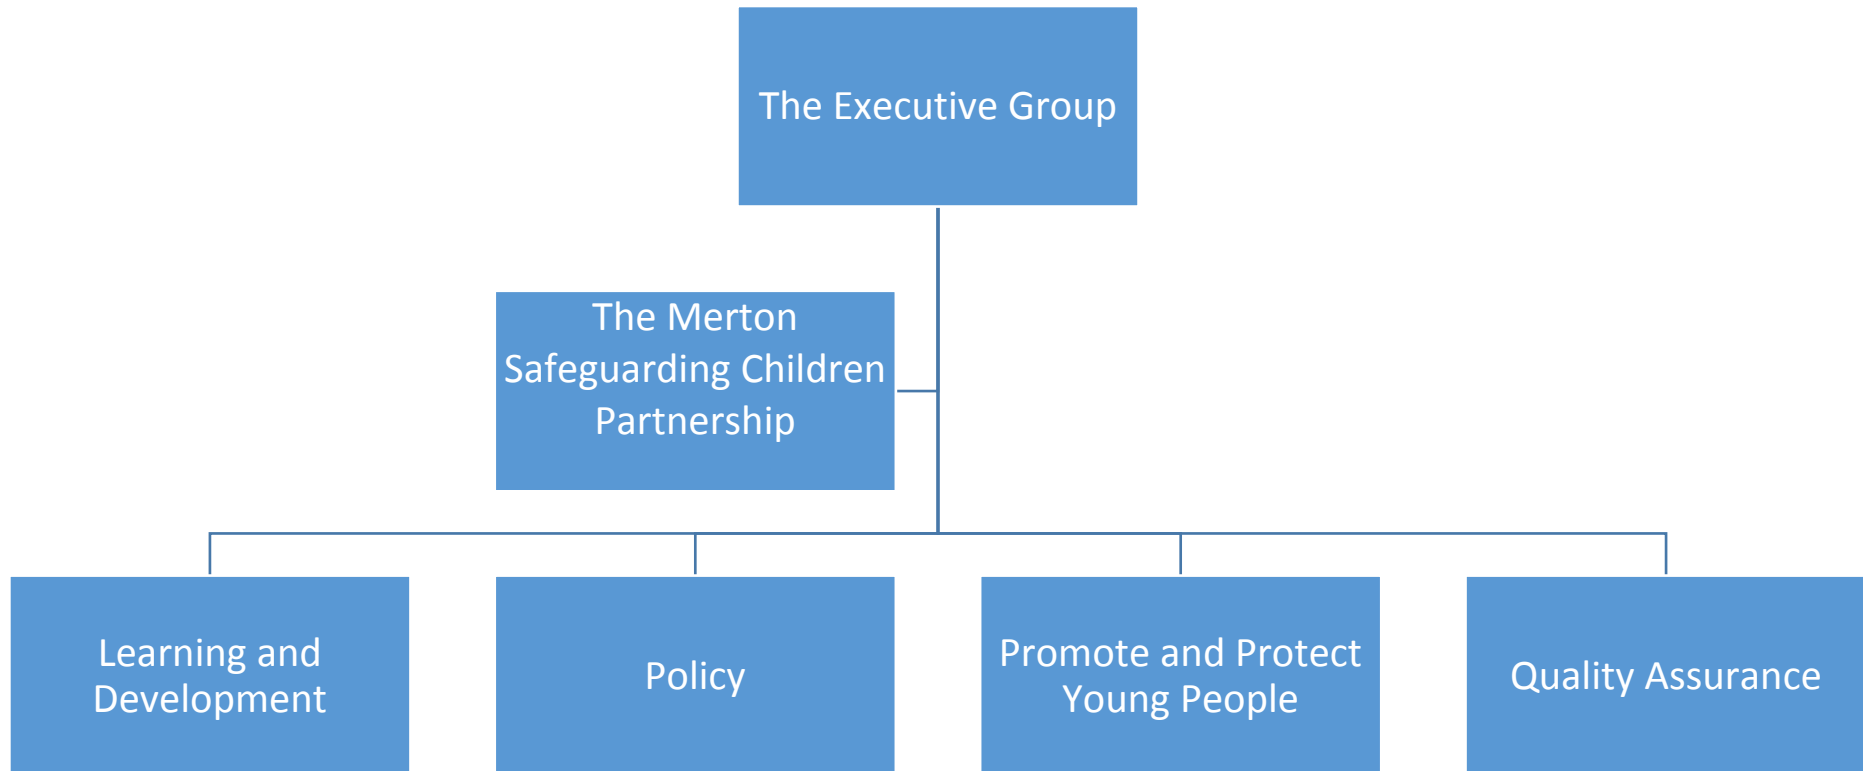 The Executive Group
The Merton
Safeguarding Children
Partnership
Learning and
Development
Policy
Promote and Protect
Young People
Quality Assurance